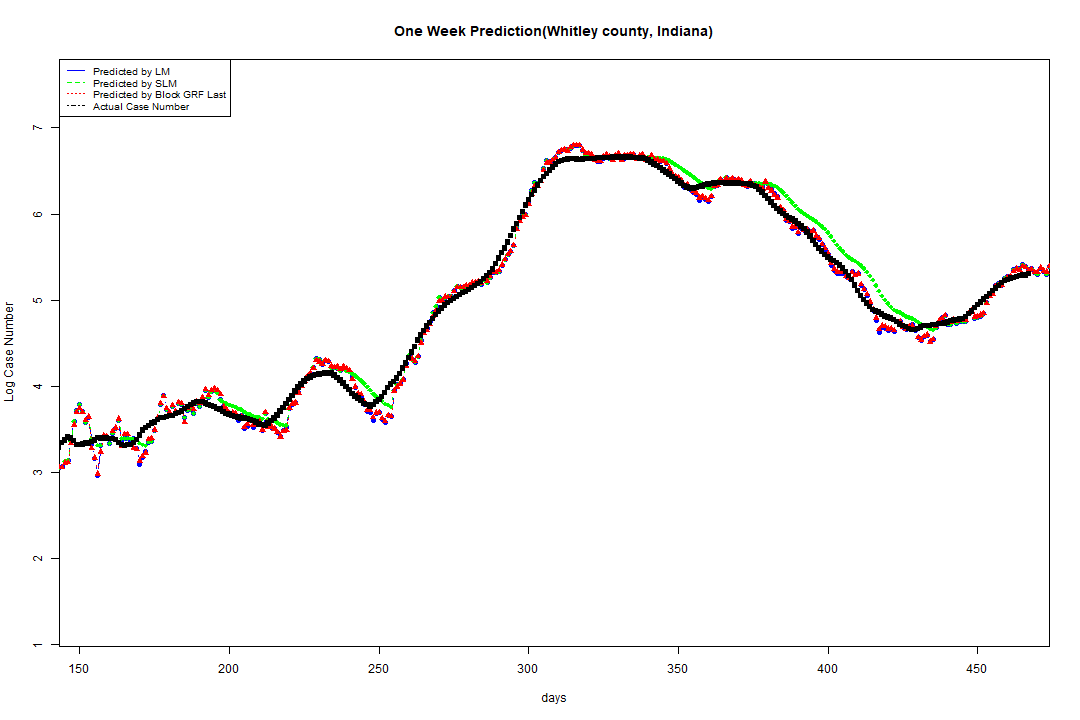 One Week Prediction(Whitley county, Indiana)
Predicted by LM
Predicted by SLM
Predicted by Block GRF Last
Actual Case Number
7
6
5
4
3
2
1
Log Case Number
150 200 250 300 350 400 450
days